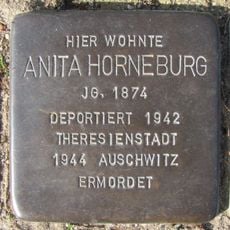 HIER WOHNTE
ANITA HORNEBURG
JG. 1874
DEPORTIERT 1942
THERESIENSTADT
1944 AUSCHWITZ
ERMORDET